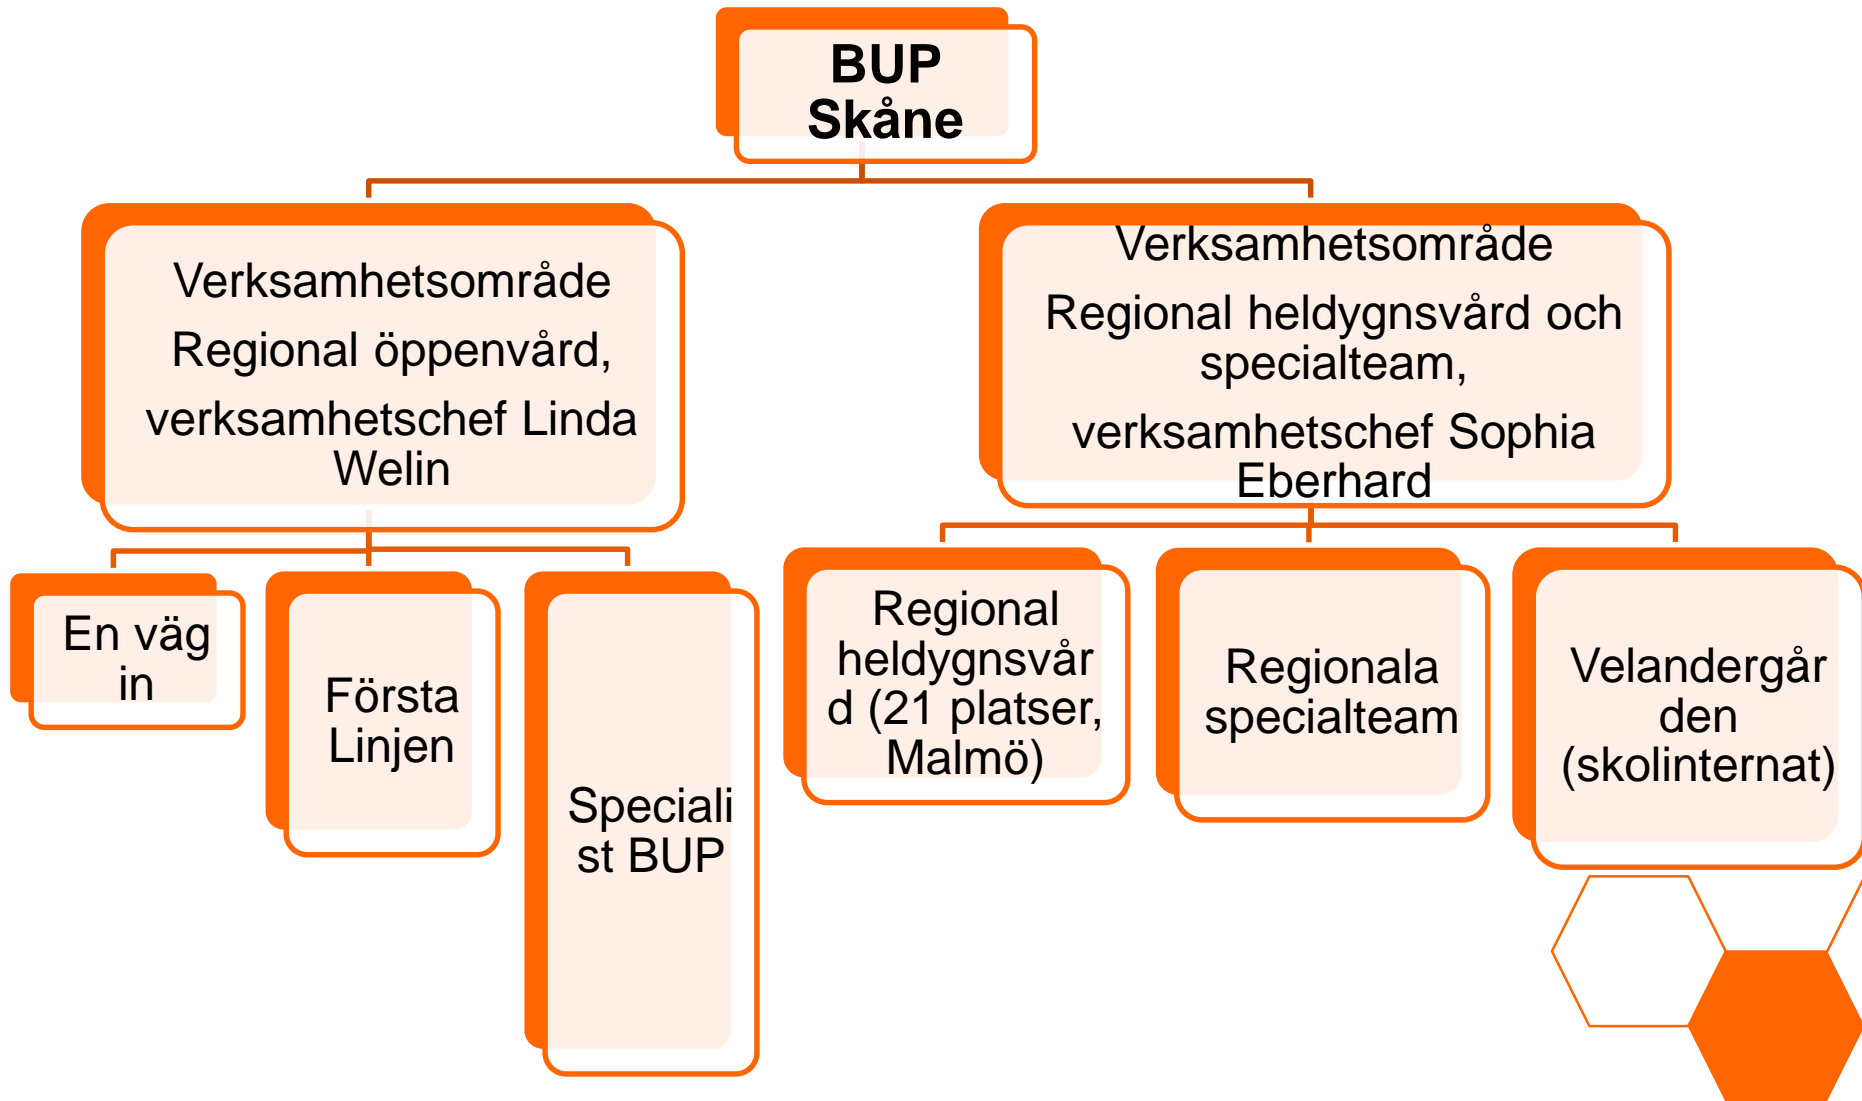 BUP
Skåne
Verksamhetsområde
Regional öppenvård,
verksamhetschef Linda
Welin
Verksamhetsområde
Regional heldygnsvård och
specialteam,
verksamhetschef Sophia
Eberhard
En väg
in
Första
Linjen
Speciali
st BUP
Regional
heldygnsvår
d (21 platser,
Malmö)
Regionala
specialteam
Velandergår
den
(skolinternat)